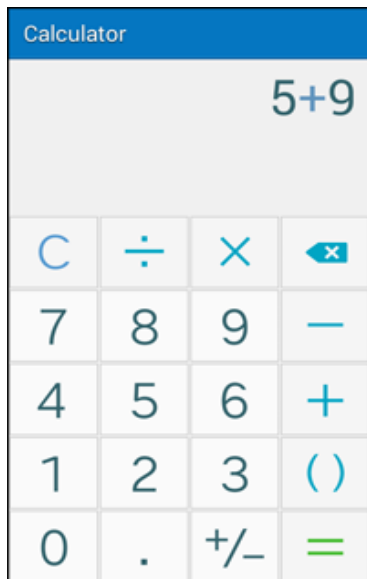 Calculator
5+9
C ÷ ×
7 8 9 −
4 5 6 +
1 2 3 ( )
0 . +/− =